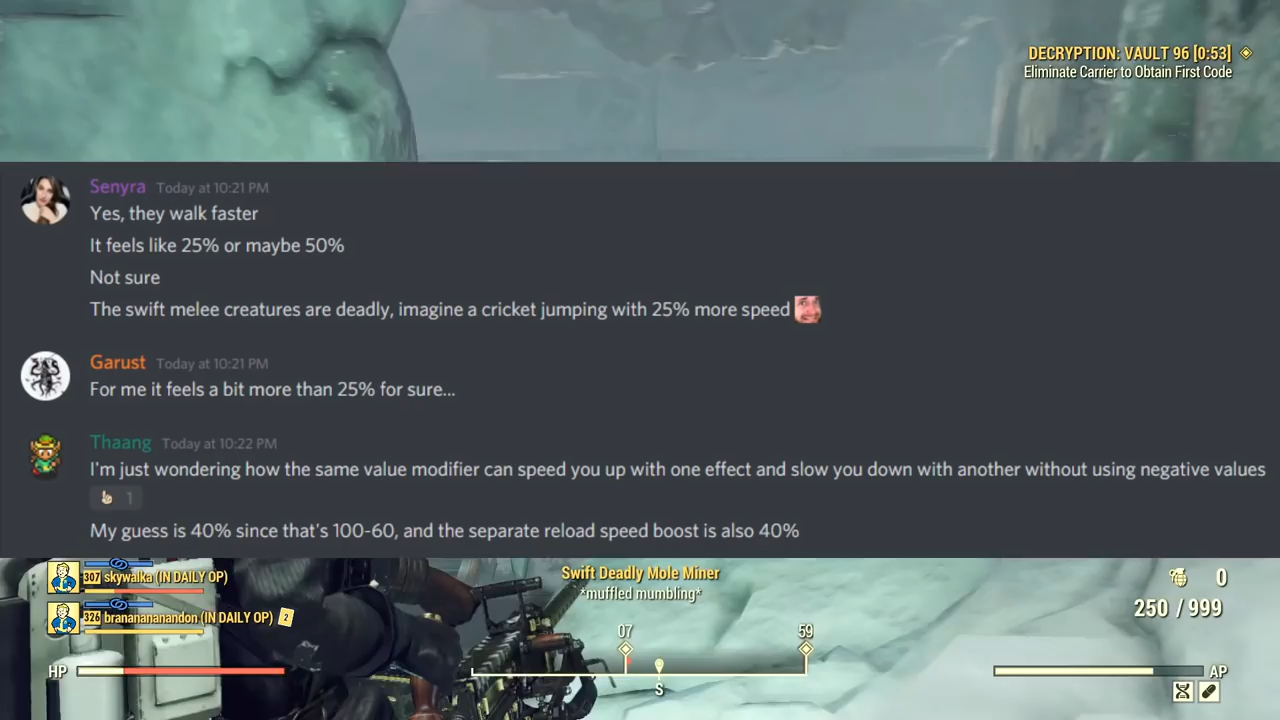 DECRYPTION: VAULT 96 [0:53]
Eliminate Carrier to Obtain First Code
Senyra Today at 10:21 PM
Yes, they walk faster
It feels like 25% or maybe 50%
Not sure
The swift melee creatures are deadly, imagine a cricket jumping with 25% more speed
Garust Today at 10:21 PM
For me it feels a bit more than 25% for sure...
Thaang Today at 10:22 PM
I'm just wondering how the same value modifier can speed you up with one effect and slow you down with another without using negative values
1
My guess is 40% since that's 100-60, and the separate reload speed boost is also 40%
307 skywalka (IN DAILY OP)
326 branananandon (IN DAILY OP) 2
Swift Deadly Mole Miner
*muffled mumbling*
0
250 / 999
07 59
HP
S
AP